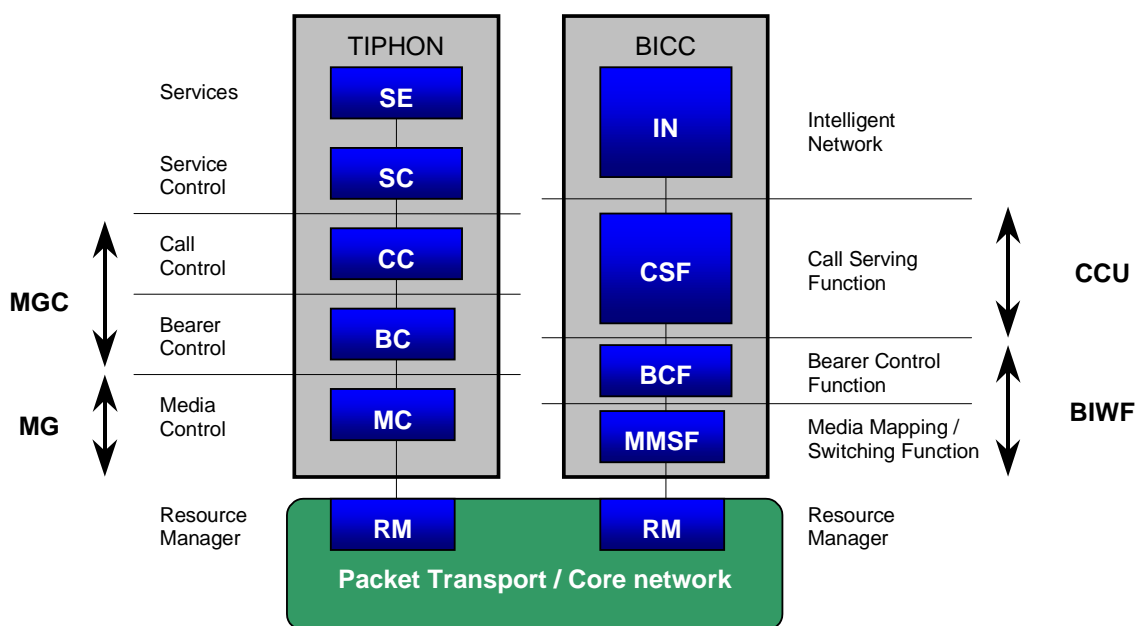 TIPHON
BICC
Services
SE
IN
Intelligent
Network
Service
Control
SC
Call
Control
CC
CSF
Call Serving
Function
CCU
MGC
Bearer
Control
BC
BCF
Bearer Control
Function
MG
Media
Control
MC
MMSF
Media Mapping /
Switching Function
BIWF
Resource
Manager
RM
RM
Resource
Manager
Packet Transport / Core network